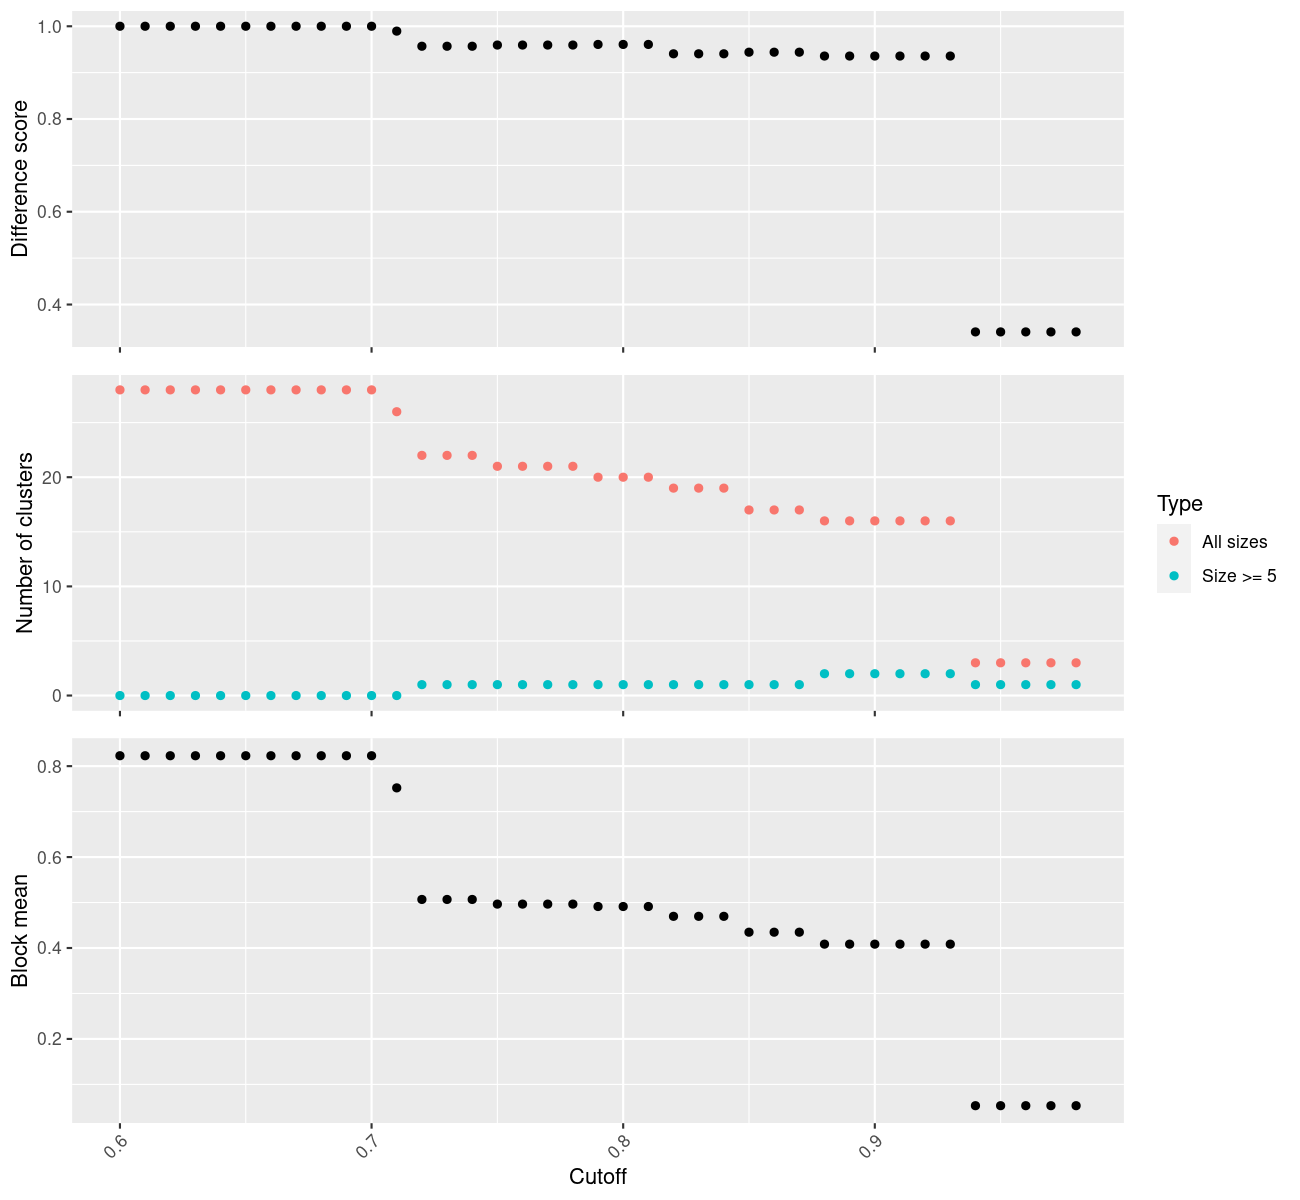 1.0
0.8
0.6
0.4
Difference score
20
10
0
Number of clusters
Type
All sizes
Size >= 5
0.8
0.6
0.4
0.2
Block mean
0.6
0.7
0.8
0.9
Cutoff